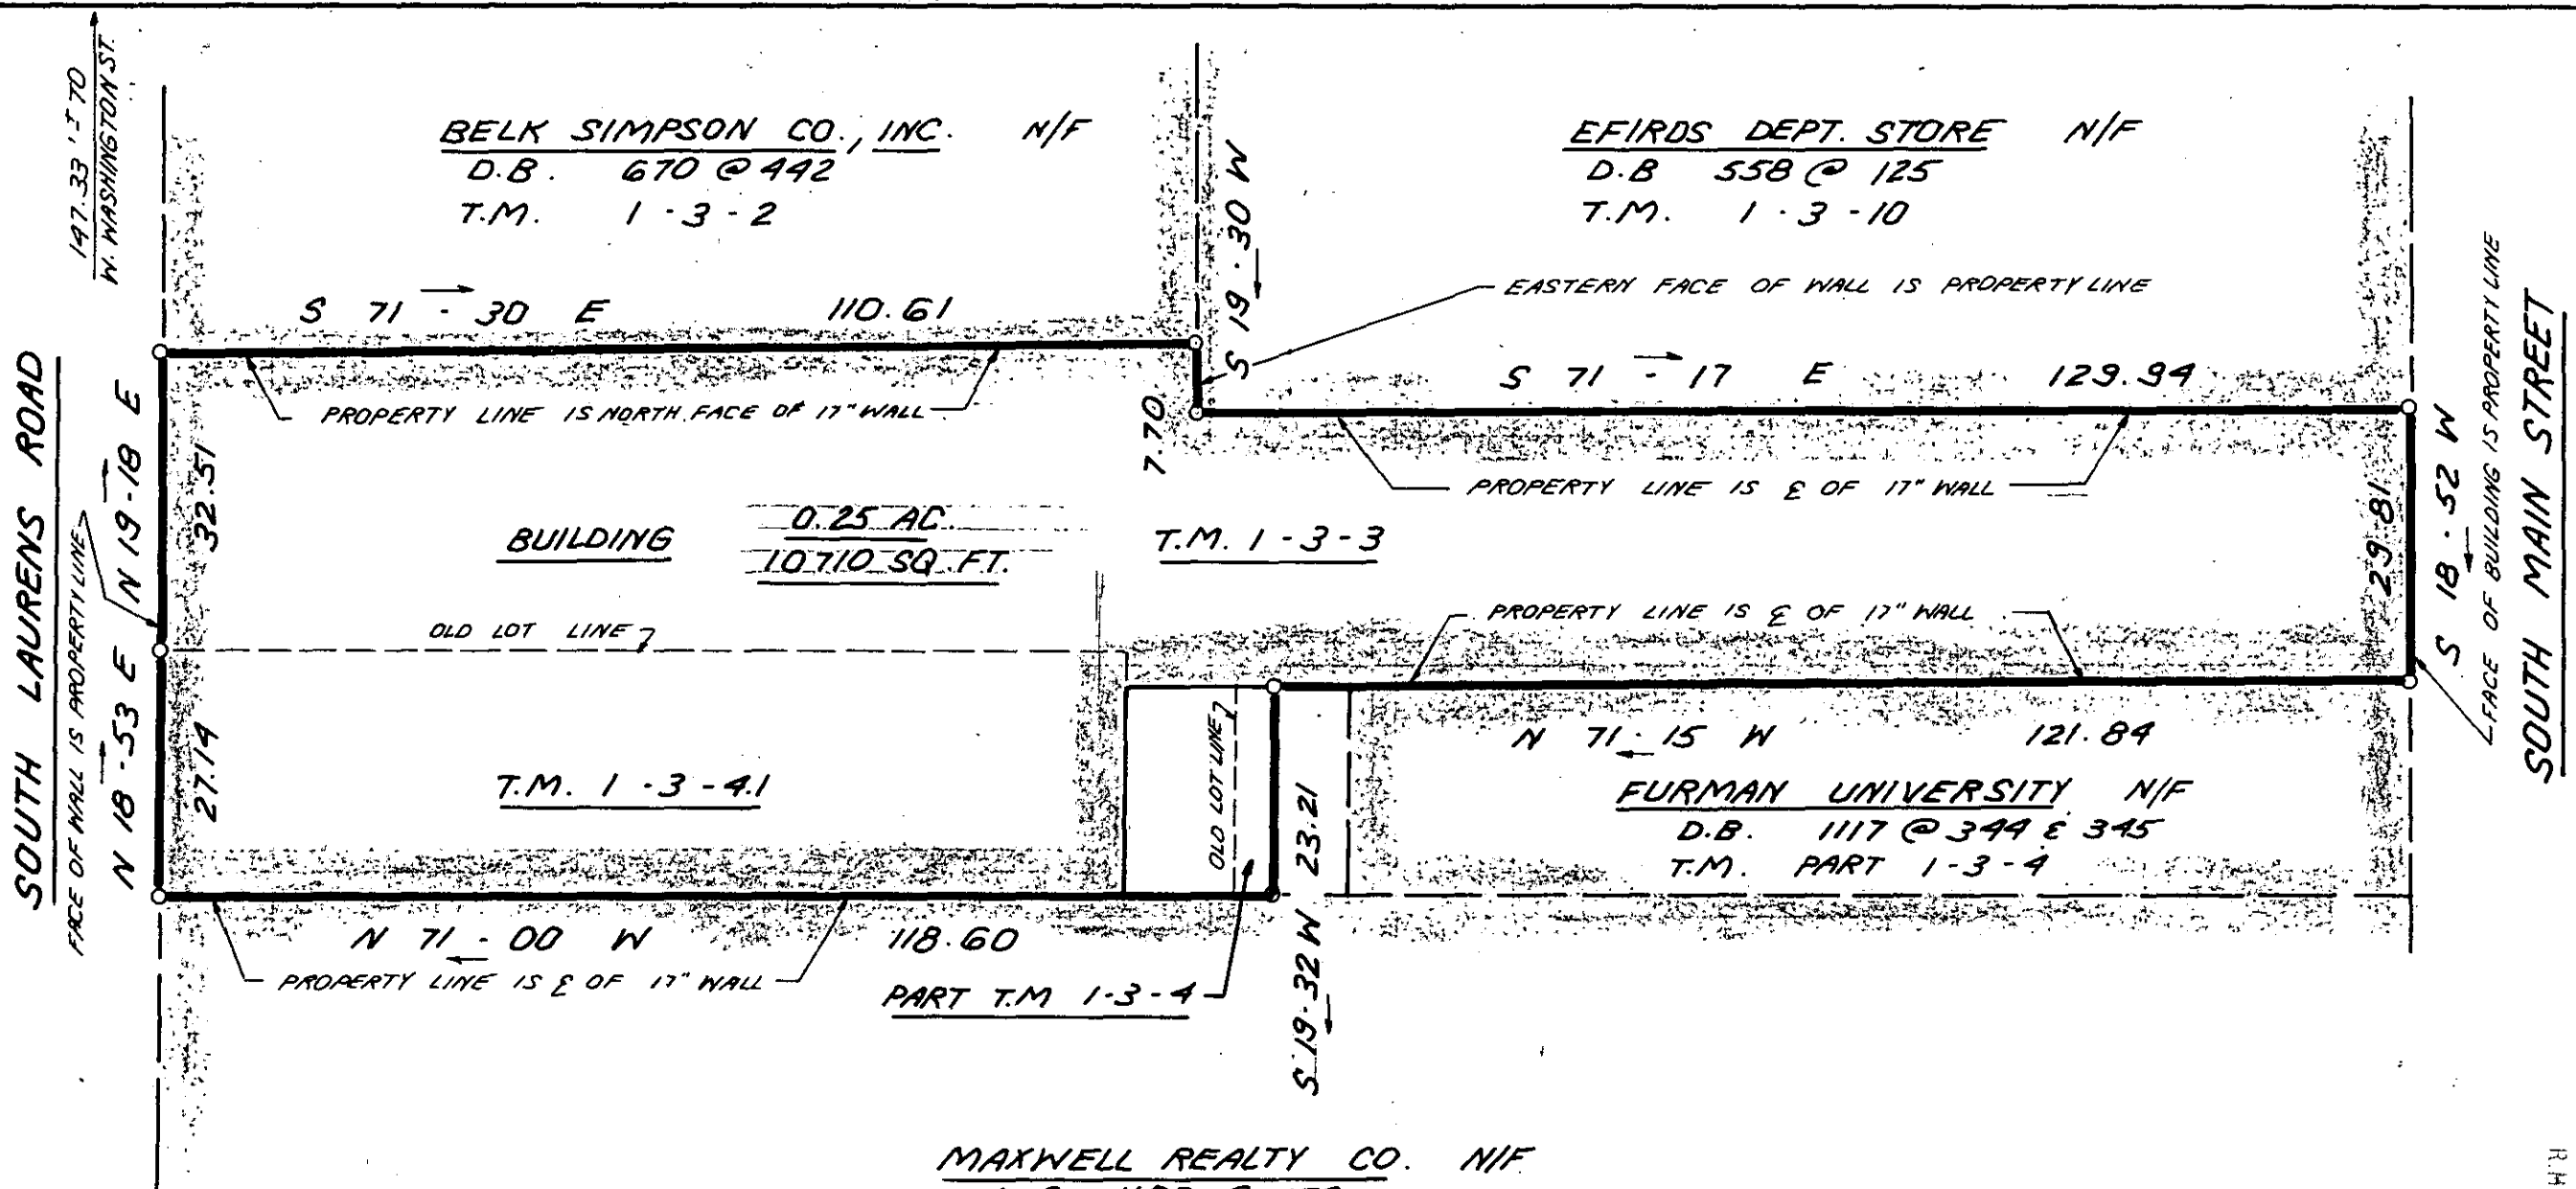 147.33' ± TO
W. WASHINGTON ST.
BELK SIMPSON CO., INC. N/F
D.B. 670 @ 442
T.M. 1-3-2
EFIRDS DEPT. STORE N/F
D.B 558 @ 125
T.M. 1-3-10
S 19-30 W
EASTERN FACE OF WALL IS PROPERTY LINE
S 71-30 E 110.61
S 71-17 E 129.94
PROPERTY LINE IS NORTH FACE OF 17" WALL
7.70
PROPERTY LINE IS ȼ OF 17" WALL
SOUTH LAURENS ROAD
FACE OF WALL IS PROPERTY LINE
N 19-18 E
32.51
N 18-53 E
27.14
BUILDING
0.25 AC.
10710 SQ. FT.
T.M. 1-3-3
29.81
S 18-52 W
FACE OF BUILDING IS PROPERTY LINE
SOUTH MAIN STREET
OLD LOT LINE
PROPERTY LINE IS ȼ OF 17" WALL
T.M. 1-3-4.1
OLD LOT LINE
23.21
S 19-32 W
N 71-15 W 121.84
FURMAN UNIVERSITY N/F
D.B. 1117 @ 344 & 345
T.M. PART 1-3-4
N 71-00 W 118.60
PROPERTY LINE IS ȼ OF 17" WALL
PART T.M 1-3-4
MAXWELL REALTY CO. N/F